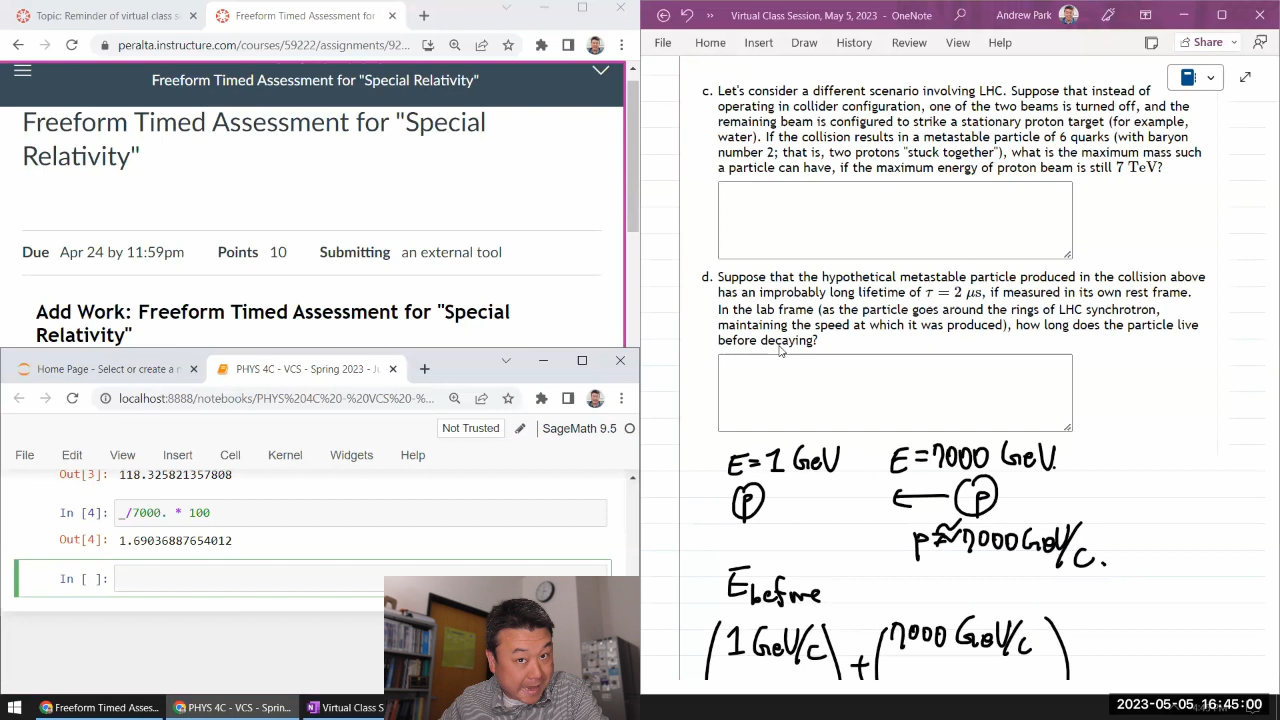 Topic: Reminder of virtual class s
Freeform Timed Assessment for
peralta.instructure.com/courses/59222/assignments/92...
Freeform Timed Assessment for "Special Relativity"
Freeform Timed Assessment for "Special
Relativity"
Due Apr 24 by 11:59pm Points 10 Submitting an external tool
Add Work: Freeform Timed Assessment for "Special
Relativity"
Home Page - Select or create a n
PHYS 4C - VCS - Spring 2023 - Ju
localhost:8888/notebooks/PHYS%204C%20-%20VCS%20-%...
Not Trusted
SageMath 9.5
File Edit View Insert Cell Kernel Widgets Help
Out[3]: 118.325821357808
In [4]: _/7000. * 100
Out[4]: 1.69036887654012
In [ ]:
Virtual Class Session, May 5, 2023 - OneNote
Andrew Park
File Home Insert Draw History Review View Help
Share
c. Let's consider a different scenario involving LHC. Suppose that instead of
operating in collider configuration, one of the two beams is turned off, and the
remaining beam is configured to strike a stationary proton target (for example,
water). If the collision results in a metastable particle of 6 quarks (with baryon
number 2; that is, two protons "stuck together"), what is the maximum mass such
a particle can have, if the maximum energy of proton beam is still 7 TeV?
d. Suppose that the hypothetical metastable particle produced in the collision above
has an improbably long lifetime of τ = 2 μs, if measured in its own rest frame.
In the lab frame (as the particle goes around the rings of LHC synchrotron,
maintaining the speed at which it was produced), how long does the particle live
before decaying?
E=1 GeV E=7000 GeV.
p p
p≈7000GeV/c.
Ebefore
(1 GeV/c) + (7000 GeV/c)
Freeform Timed Asses...
PHYS 4C - VCS - Sprin...
Virtual Class S
2023-05-05 16:45:00